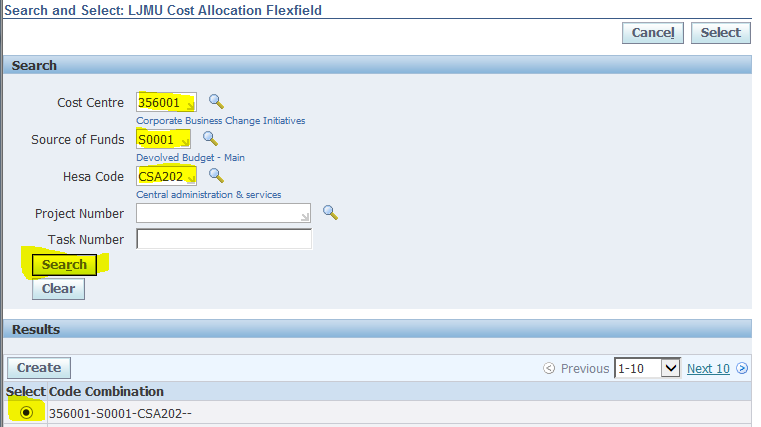 Search and Select: LJMU Cost Allocation Flexfield
Cancel Select
Search
Cost Centre 356001
Corporate Business Change Initiatives
Source of Funds S0001
Devolved Budget - Main
Hesa Code CSA202
Central administration & services
Project Number
Task Number
Search
Clear
Results
Create Previous 1-10 Next 10
Select Code Combination
356001-S0001-CSA202--